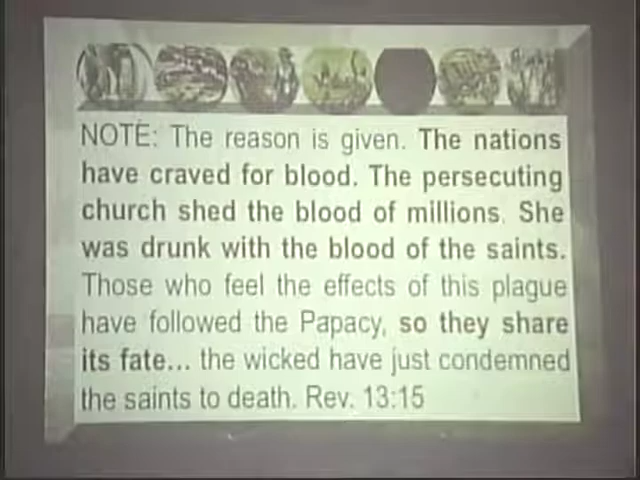 NOTE: The reason is given. The nations
have craved for blood. The persecuting
church shed the blood of millions. She
was drunk with the blood of the saints.
Those who feel the effects of this plague
have followed the Papacy, so they share
its fate... the wicked have just condemned
the saints to death. Rev. 13:15